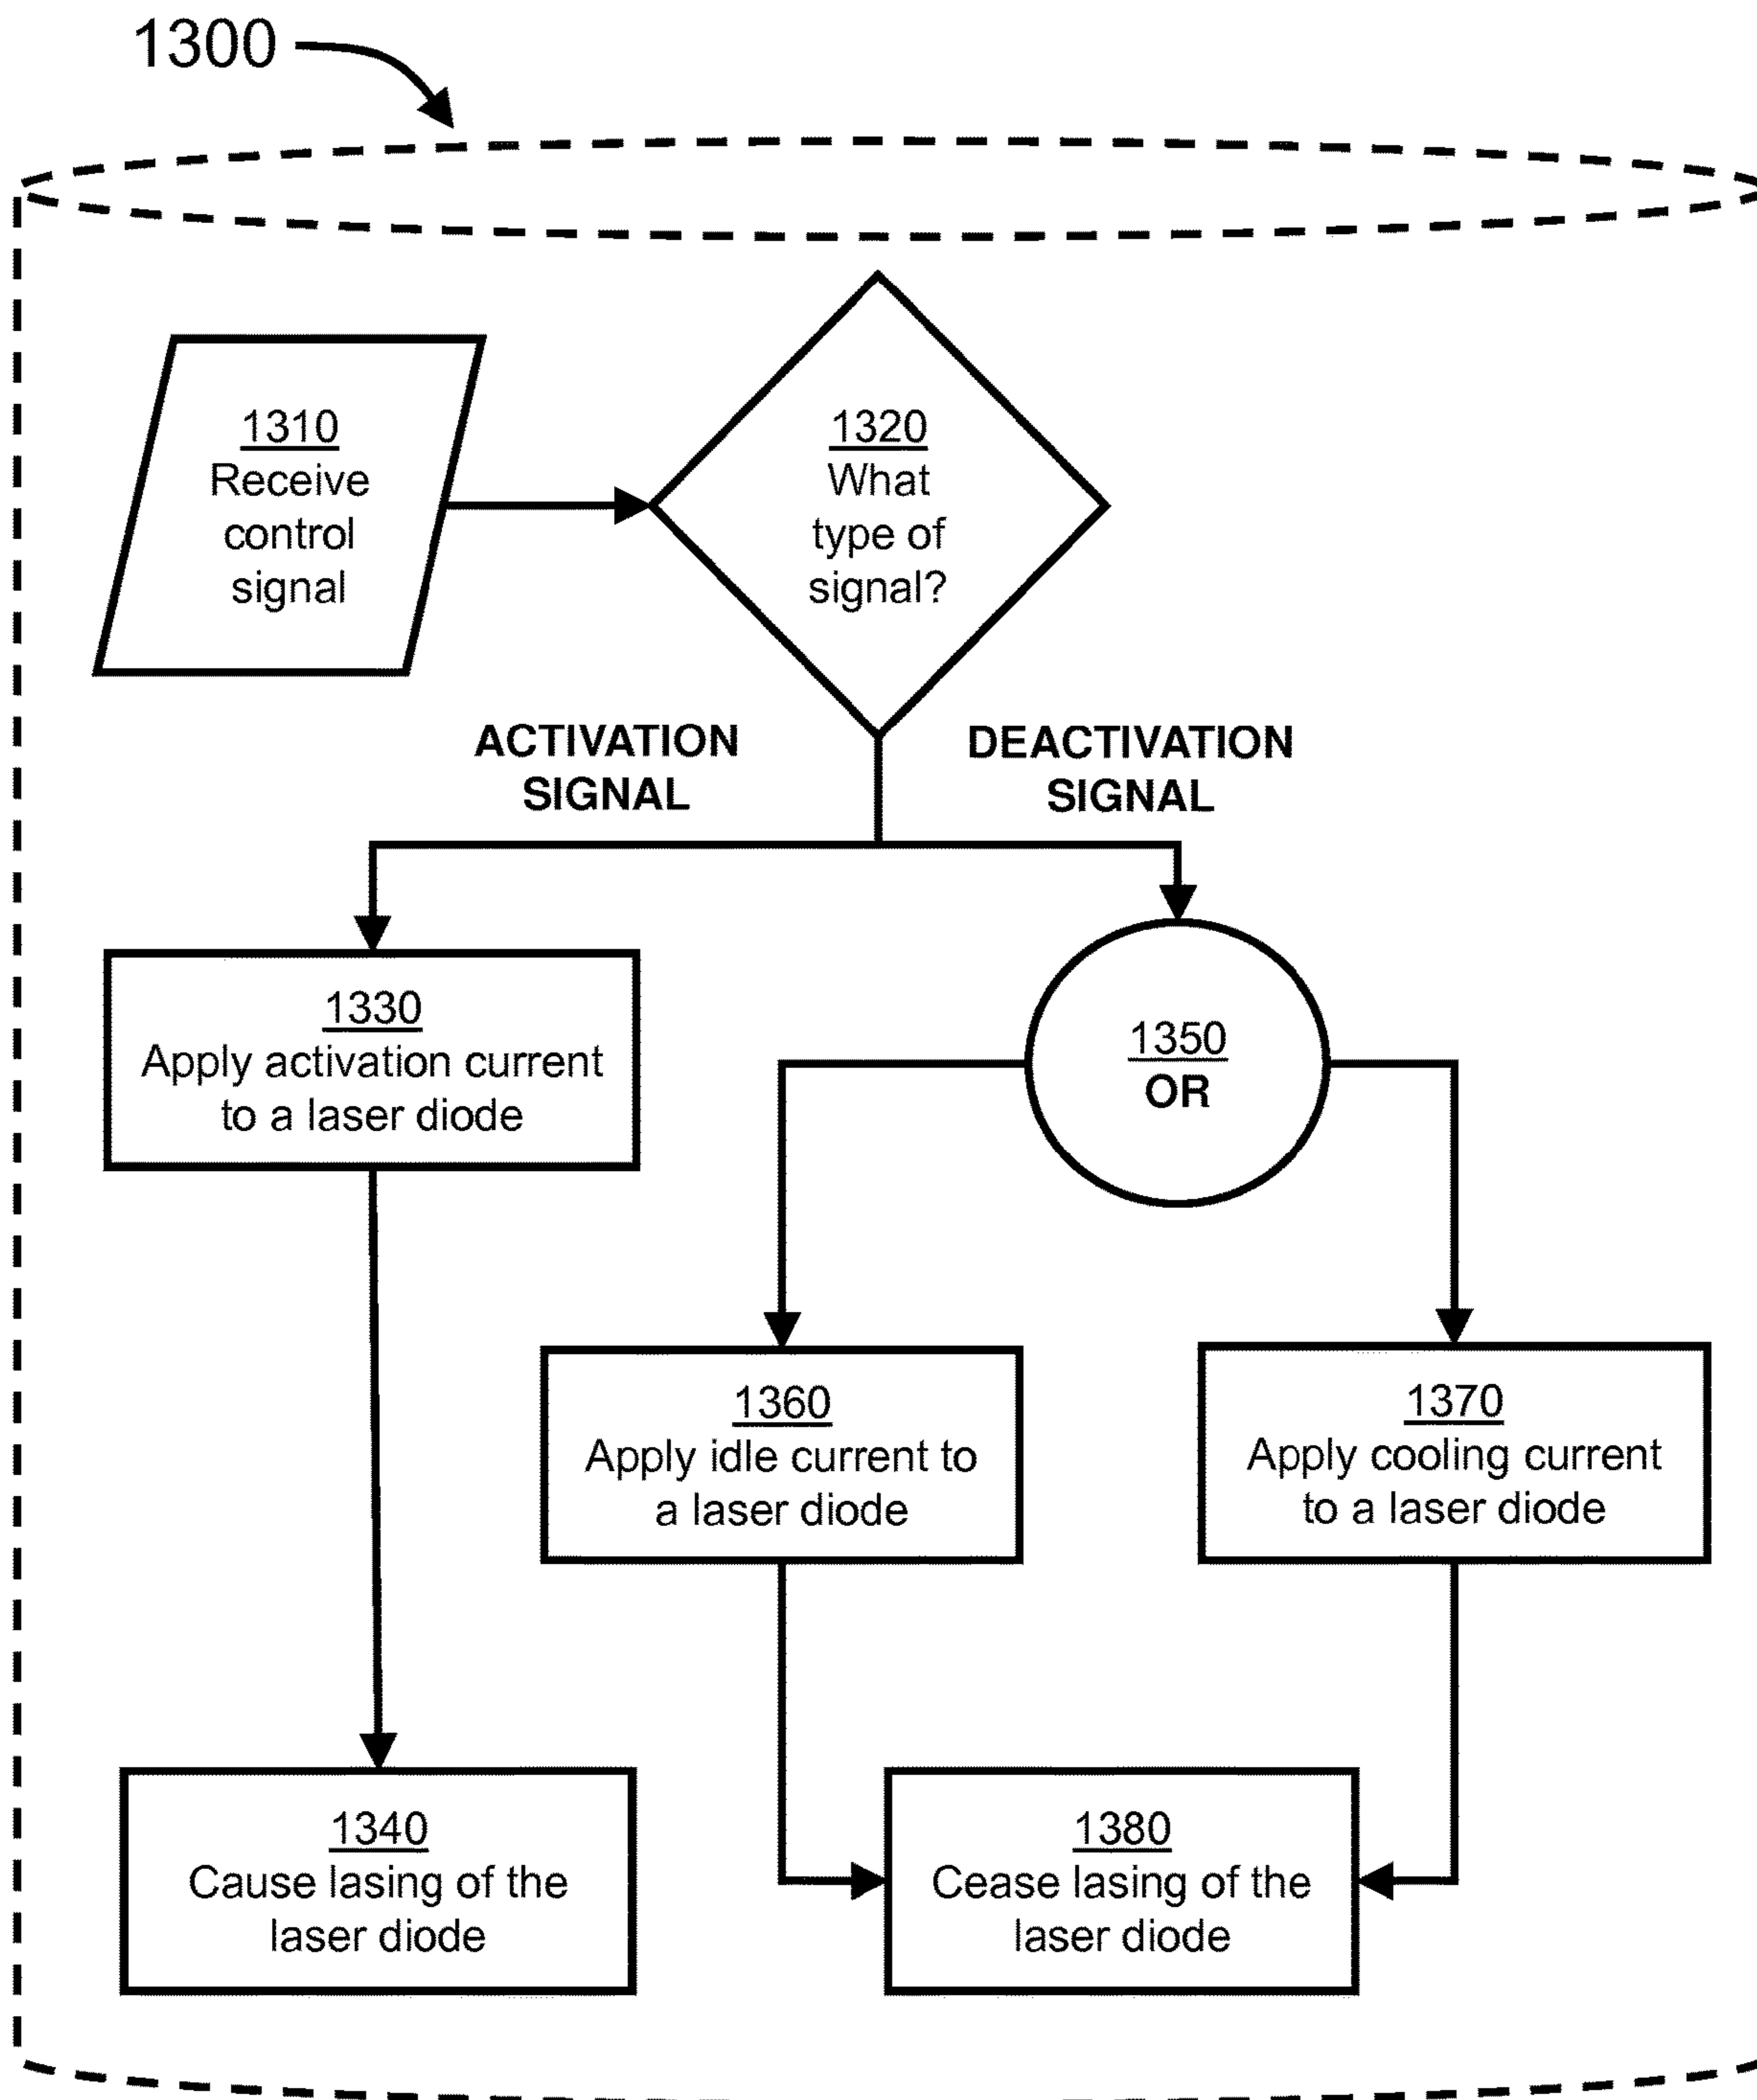 1300
1310
Receive
control
signal
1320
What
type of
signal?
ACTIVATION
SIGNAL
DEACTIVATION
SIGNAL
1330
Apply activation current
to a laser diode
1350
OR
1360
Apply idle current to
a laser diode
1370
Apply cooling current
to a laser diode
1340
Cause lasing of the
laser diode
1380
Cease lasing of the
laser diode